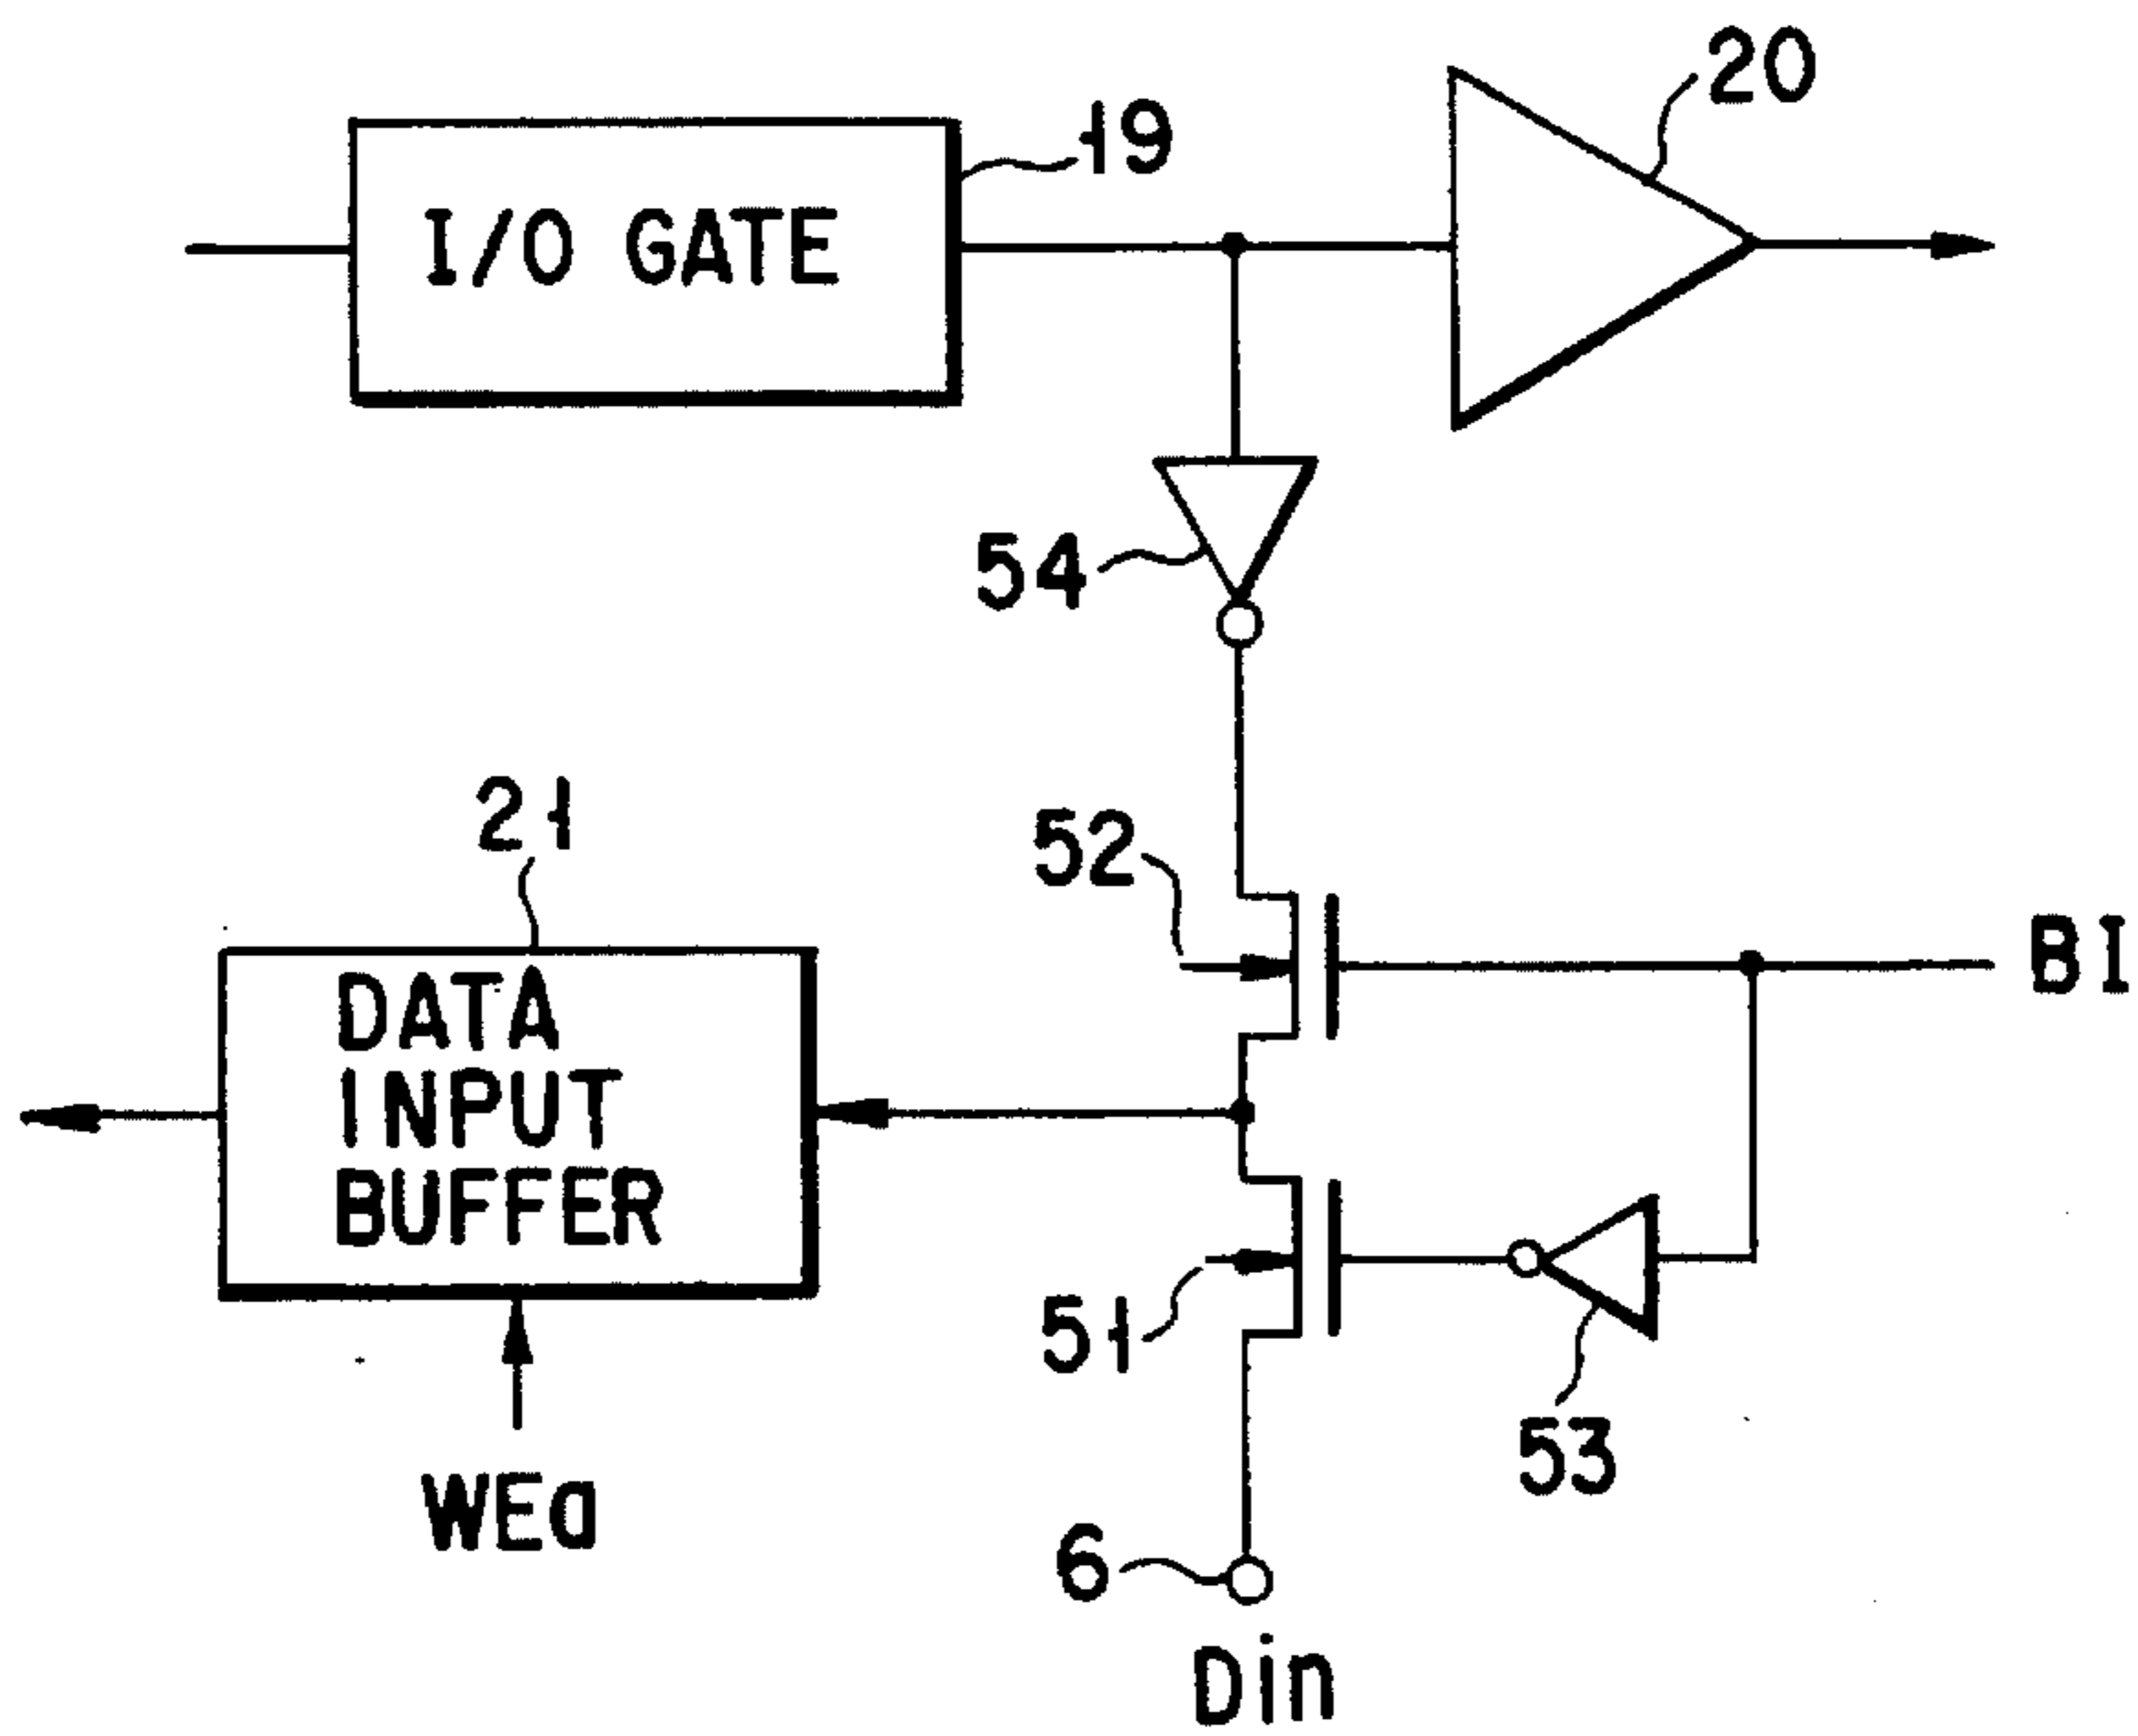 20
19
I/O GATE
54
21
52
BI
DATA
INPUT
BUFFER
51
53
WEa
6
Din